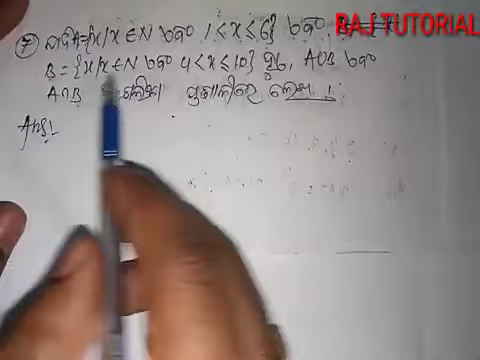 RAJ TUTORIAL
⑦ ଯଦି A={x/x∈N ଏବଂ 1<x≤6} ଏବଂ
B = {x/x∈N ଏବଂ 4<x≤10} ହୁଏ, A∪B ଏବଂ
A∩B ପ୍ରଣାଳୀରେ ଲେଖ ।
Ans: